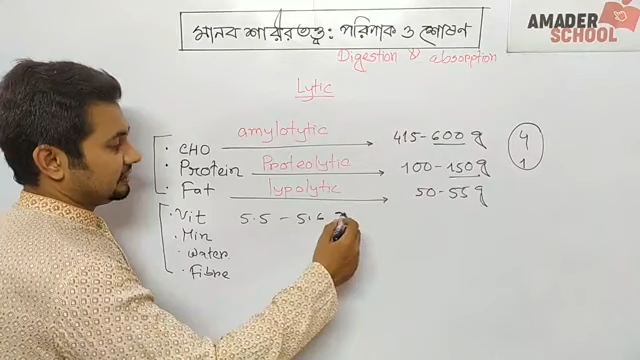 মানব শারীরতত্ত্ব: পরিপাক ও শোষণ
AMADER SCHOOL
Digestion & absorption
Lytic
CHO amylotytic 415-600 g
Protein Proteolytic 100-150 g
Fat lypolytic 50-55 g
4
1
Vit 5.5 - 5.6
Min
Water
Fibre